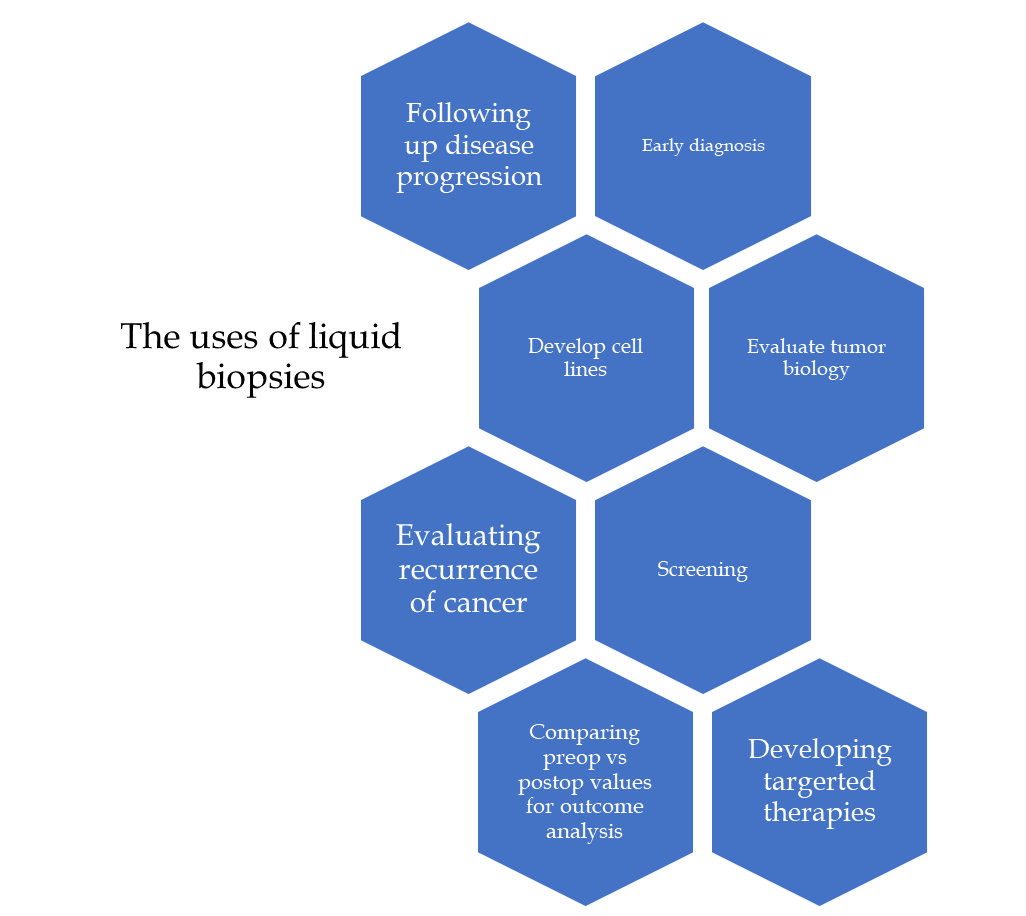 Following
up disease
progression
Early diagnosis
The uses of liquid
biopsies
Develop cell
lines
Evaluate tumor
biology
Evaluating
recurrence
of cancer
Screening
Comparing
preop vs
postop values
for outcome
analysis
Developing
targerted
therapies